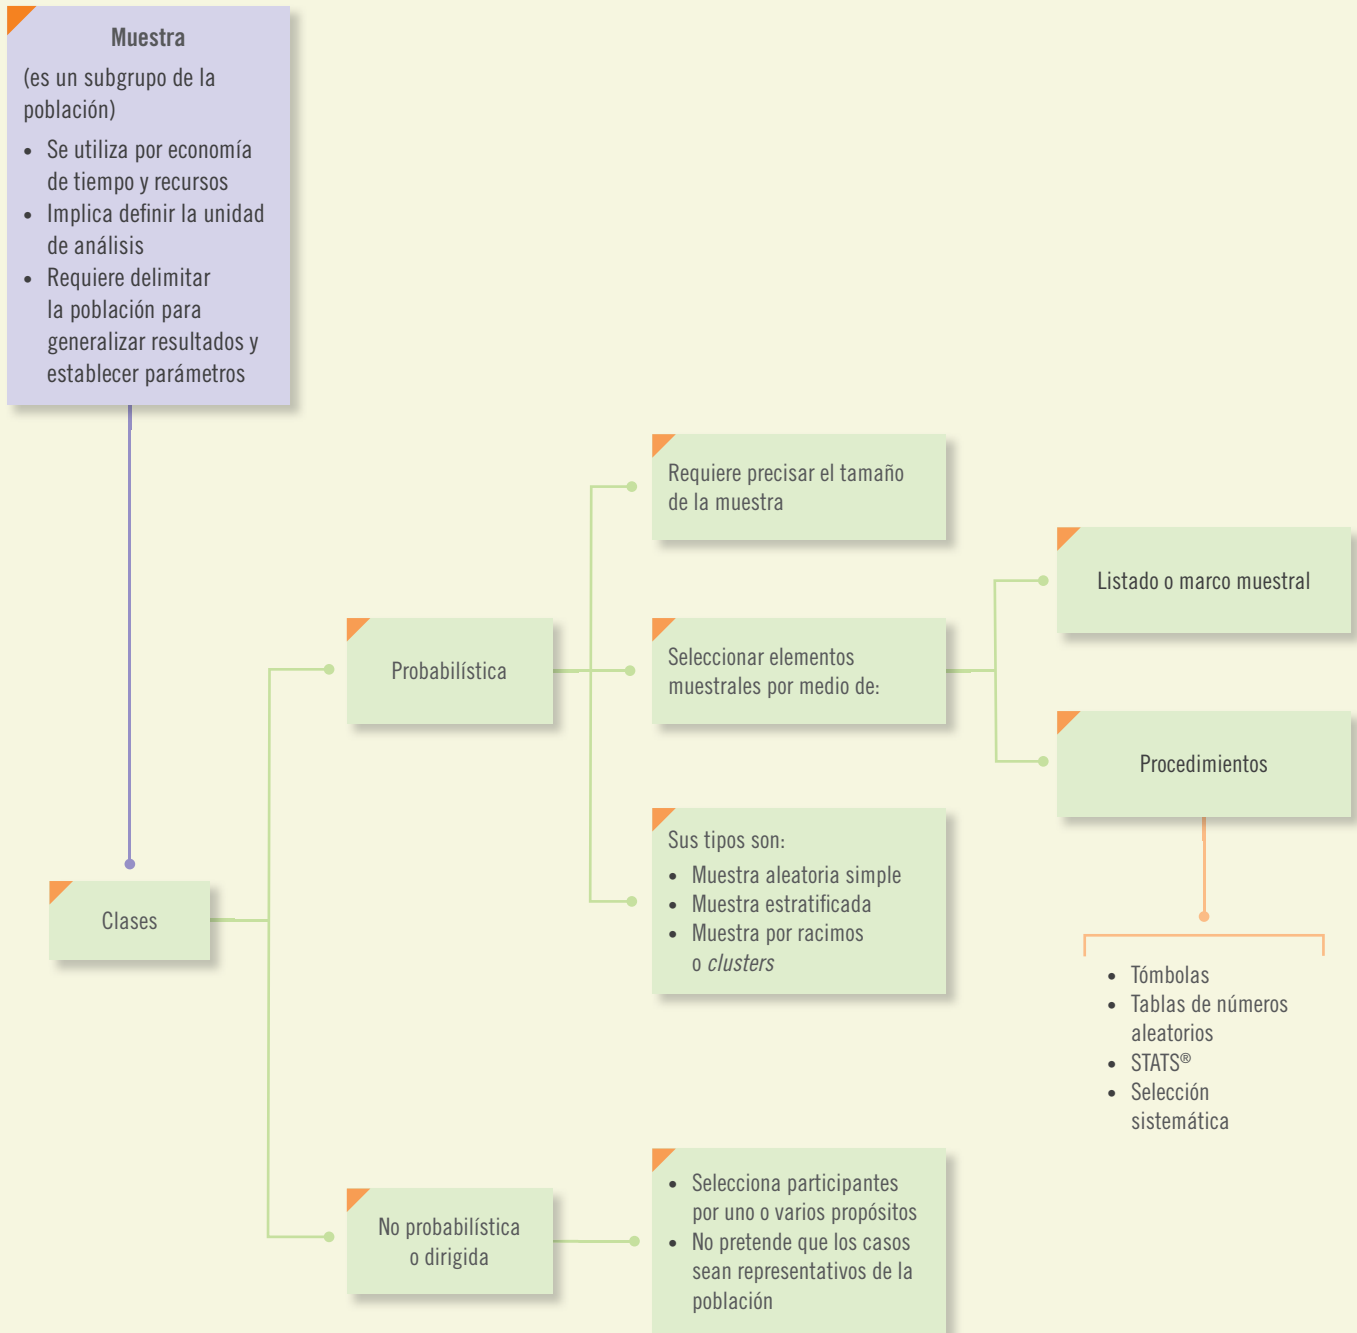 Muestra
(es un subgrupo de la
población)
• Se utiliza por economía
de tiempo y recursos
• Implica definir la unidad
de análisis
• Requiere delimitar
la población para
generalizar resultados y
establecer parámetros
Clases
Probabilística
Requiere precisar el tamaño
de la muestra
Seleccionar elementos
muestrales por medio de:
Listado o marco muestral
Procedimientos
• Tómbolas
• Tablas de números
aleatorios
• STATS®
• Selección
sistemática
Sus tipos son:
• Muestra aleatoria simple
• Muestra estratificada
• Muestra por racimos
o clusters
No probabilística
o dirigida
• Selecciona participantes
por uno o varios propósitos
• No pretende que los casos
sean representativos de la
población